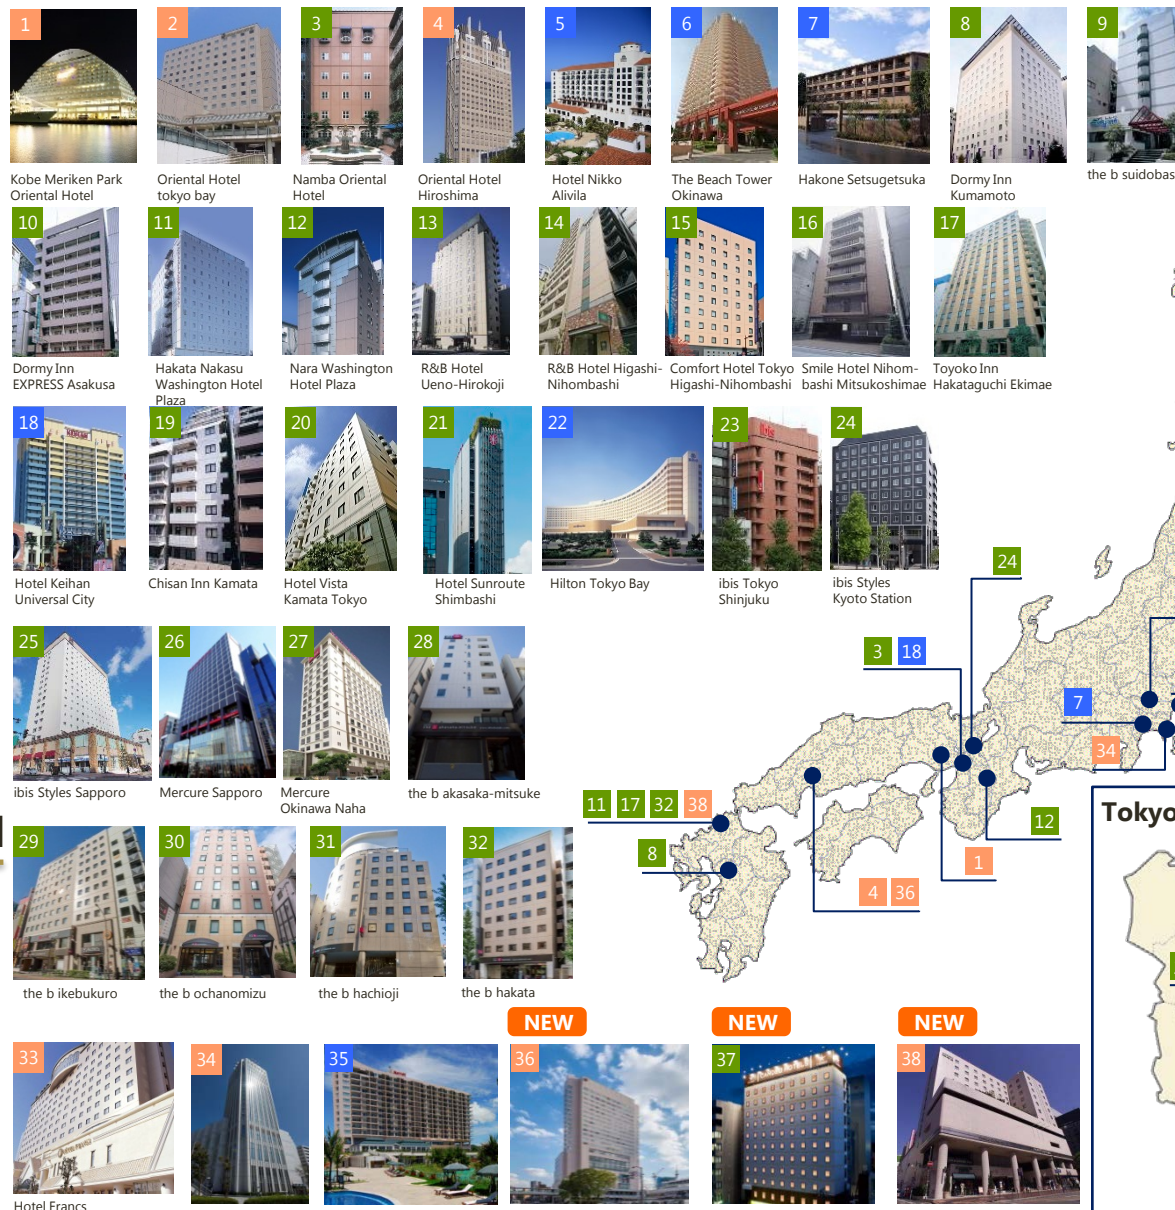 1
2
3
4
5
6
7
8
9
Kobe Meriken Park
Oriental Hotel
Oriental Hotel
tokyo bay
Namba Oriental
Hotel
Oriental Hotel
Hiroshima
Hotel Nikko
Alivila
The Beach Tower
Okinawa
Hakone Setsugetsuka
Dormy Inn
Kumamoto
the b suidobas
10
11
12
13
14
15
16
17
Dormy Inn
EXPRESS Asakusa
Hakata Nakasu
Washington Hotel
Plaza
Nara Washington
Hotel Plaza
R&B Hotel
Ueno-Hirokoji
R&B Hotel Higashi-
Nihombashi
Comfort Hotel Tokyo
Higashi-Nihombashi
Smile Hotel Nihom-
bashi Mitsukoshimae
Toyoko Inn
Hakataguchi Ekimae
18
19
20
21
22
23
24
ibis
Hotel Keihan
Universal City
Chisan Inn Kamata
Hotel Vista
Kamata Tokyo
Hotel Sunroute
Shimbashi
Hilton Tokyo Bay
ibis Tokyo
Shinjuku
ibis Styles
Kyoto Station
24
25
26
27
28
3 18
7
34
ibis Styles Sapporo
Mercure Sapporo
Mercure
Okinawa Naha
the b akasaka-mitsuke
11 17 32 38
8
12
1
4 36
Tokyo
29
30
31
32
the b ikebukuro
the b ochanomizu
the b hachioji
the b hakata
NEW
NEW
NEW
33
34
35
36
37
38
Hotel Francs